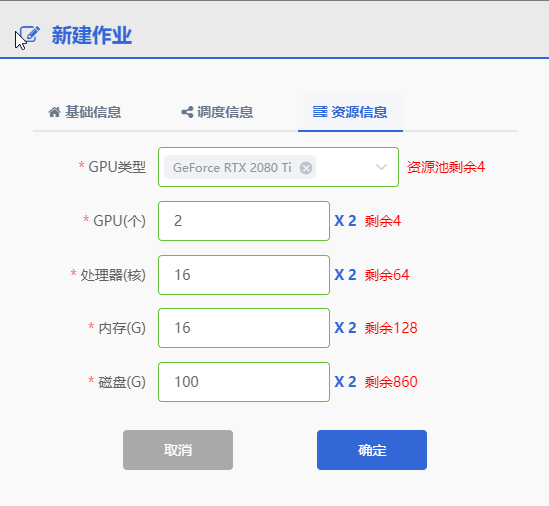 新建作业
基础信息 调度信息 资源信息
* GPU类型 GeForce RTX 2080 Ti 资源池剩余4
* GPU(个) 2 X 2 剩余4
* 处理器(核) 16 X 2 剩余64
* 内存(G) 16 X 2 剩余128
* 磁盘(G) 100 X 2 剩余860
取消 确定